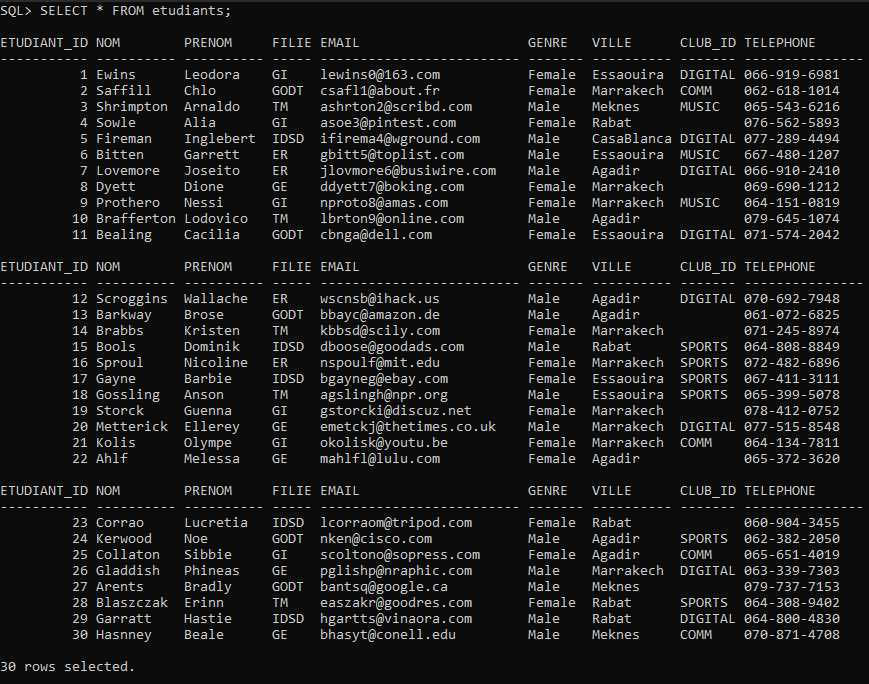 SQL> SELECT * FROM etudiants;
ETUDIANT_ID NOM        PRENOM     FILIE EMAIL                     GENRE   VILLE      CLUB_ID TELEPHONE
----------- ---------- ---------- ----- ------------------------- ------- ---------- ------- ---------------
          1 Ewins      Leodora    GI    lewins0@163.com           Female  Essaouira  DIGITAL 066-919-6981
          2 Saffill    Chlo       GODT  csafl1@about.fr           Female  Marrakech  COMM    062-618-1014
          3 Shrimpton  Arnaldo    TM    ashrton2@scribd.com       Male    Meknes     MUSIC   065-543-6216
          4 Sowle      Alia       GI    asoe3@pintest.com         Female  Rabat              076-562-5893
          5 Fireman    Inglebert  IDSD  ifirema4@wground.com      Male    CasaBlanca DIGITAL 077-289-4494
          6 Bitten     Garrett    ER    gbitt5@toplist.com        Male    Essaouira  MUSIC   667-480-1207
          7 Lovemore   Joseito    ER    jlovmore6@busiwire.com    Male    Agadir     DIGITAL 066-910-2410
          8 Dyett      Dione      GE    ddyett7@boking.com        Female  Marrakech          069-690-1212
          9 Prothero   Nessi      GI    nproto8@amas.com          Female  Marrakech  MUSIC   064-151-0819
         10 Brafferton Lodovico   TM    lbrton9@online.com        Male    Agadir             079-645-1074
         11 Bealing    Cacilia    GODT  cbnga@dell.com            Female  Essaouira  DIGITAL 071-574-2042
ETUDIANT_ID NOM        PRENOM     FILIE EMAIL                     GENRE   VILLE      CLUB_ID TELEPHONE
----------- ---------- ---------- ----- ------------------------- ------- ---------- ------- ---------------
         12 Scroggins  Wallache   ER    wscnsb@ihack.us           Male    Agadir     DIGITAL 070-692-7948
         13 Barkway    Brose      GODT  bbayc@amazon.de           Male    Agadir             061-072-6825
         14 Brabbs     Kristen    TM    kbbsd@scily.com           Female  Marrakech          071-245-8974
         15 Bools      Dominik    IDSD  dboose@goodads.com        Male    Rabat      SPORTS  064-808-8849
         16 Sproul     Nicoline   ER    nspoulf@mit.edu           Female  Marrakech  SPORTS  072-482-6896
         17 Gayne      Barbie     IDSD  bgayneg@ebay.com          Female  Essaouira  SPORTS  067-411-3111
         18 Gossling   Anson      TM    agslingh@npr.org          Male    Essaouira  SPORTS  065-399-5078
         19 Storck     Guenna     GI    gstorcki@discuz.net       Female  Marrakech          078-412-0752
         20 Metterick  Ellerey    GE    emetckj@thetimes.co.uk    Male    Marrakech  DIGITAL 077-515-8548
         21 Kolis      Olympe     GI    okolisk@youtu.be          Female  Marrakech  COMM    064-134-7811
         22 Ahlf       Melessa    GE    mahlfl@lulu.com           Female  Agadir             065-372-3620
ETUDIANT_ID NOM        PRENOM     FILIE EMAIL                     GENRE   VILLE      CLUB_ID TELEPHONE
----------- ---------- ---------- ----- ------------------------- ------- ---------- ------- ---------------
         23 Corrao     Lucretia   IDSD  lcorraom@tripod.com       Female  Rabat              060-904-3455
         24 Kerwood    Noe        GODT  nken@cisco.com            Male    Agadir     SPORTS  062-382-2050
         25 Collaton   Sibbie     GI    scoltono@sopress.com      Female  Agadir     COMM    065-651-4019
         26 Gladdish   Phineas    GE    pglishp@nraphic.com       Male    Marrakech  DIGITAL 063-339-7303
         27 Arents     Bradly     GODT  bantsq@google.ca          Male    Meknes             079-737-7153
         28 Blaszczak  Erinn      TM    easzakr@goodres.com       Female  Rabat      SPORTS  064-308-9402
         29 Garratt    Hastie     IDSD  hgartts@vinaora.com       Male    Rabat      DIGITAL 064-800-4830
         30 Hasnney    Beale      GE    bhasyt@conell.edu         Male    Meknes     COMM    070-871-4708
30 rows selected.